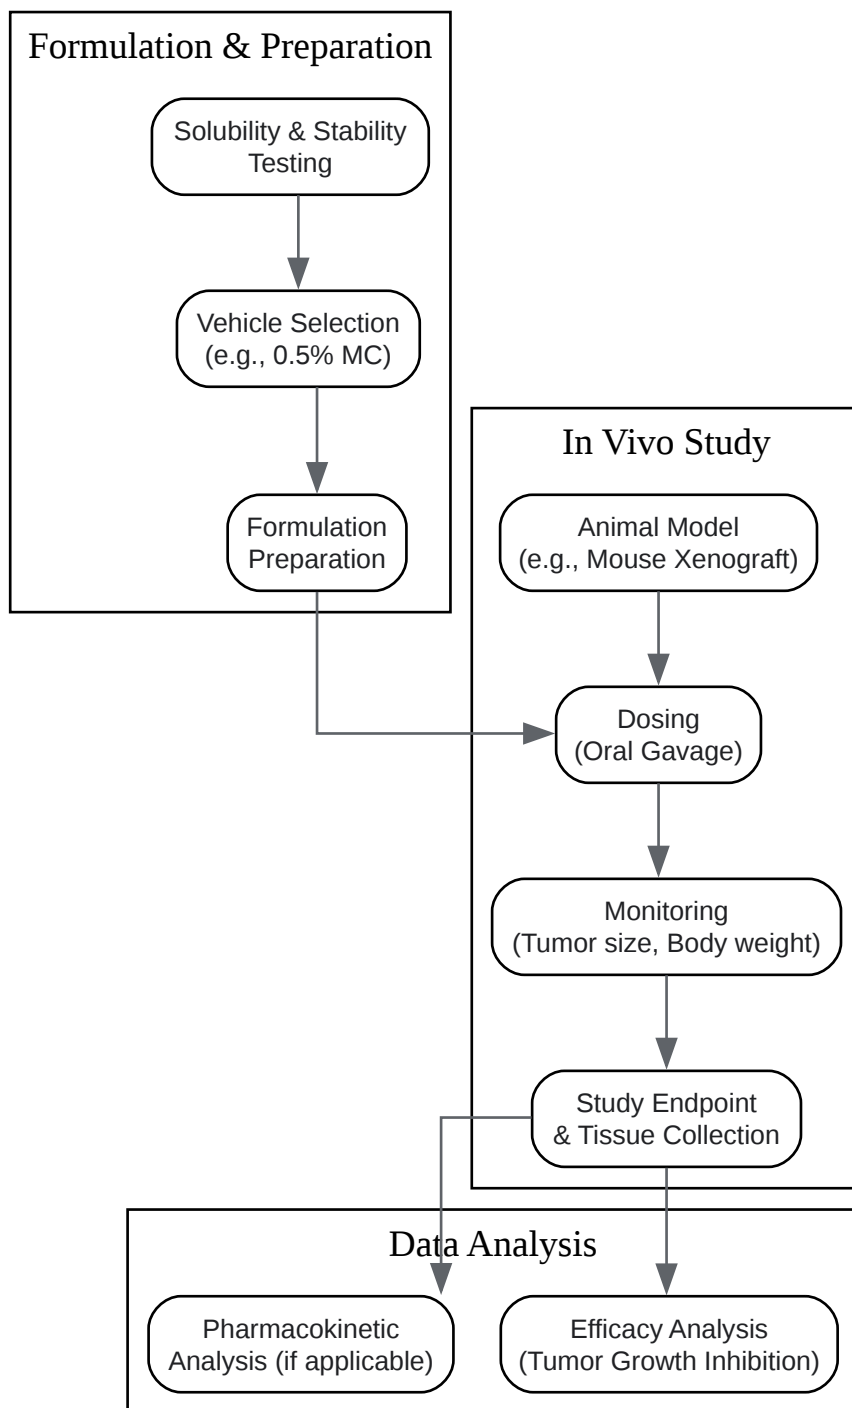 Formulation & Preparation
Solubility & Stability
Testing
Vehicle Selection
(e.g., 0.5% MC)
Formulation
Preparation
In Vivo Study
Animal Model
(e.g., Mouse Xenograft)
Dosing
(Oral Gavage)
Monitoring
(Tumor size, Body weight)
Study Endpoint
& Tissue Collection
Data Analysis
Pharmacokinetic
Analysis (if applicable)
Efficacy Analysis
(Tumor Growth Inhibition)